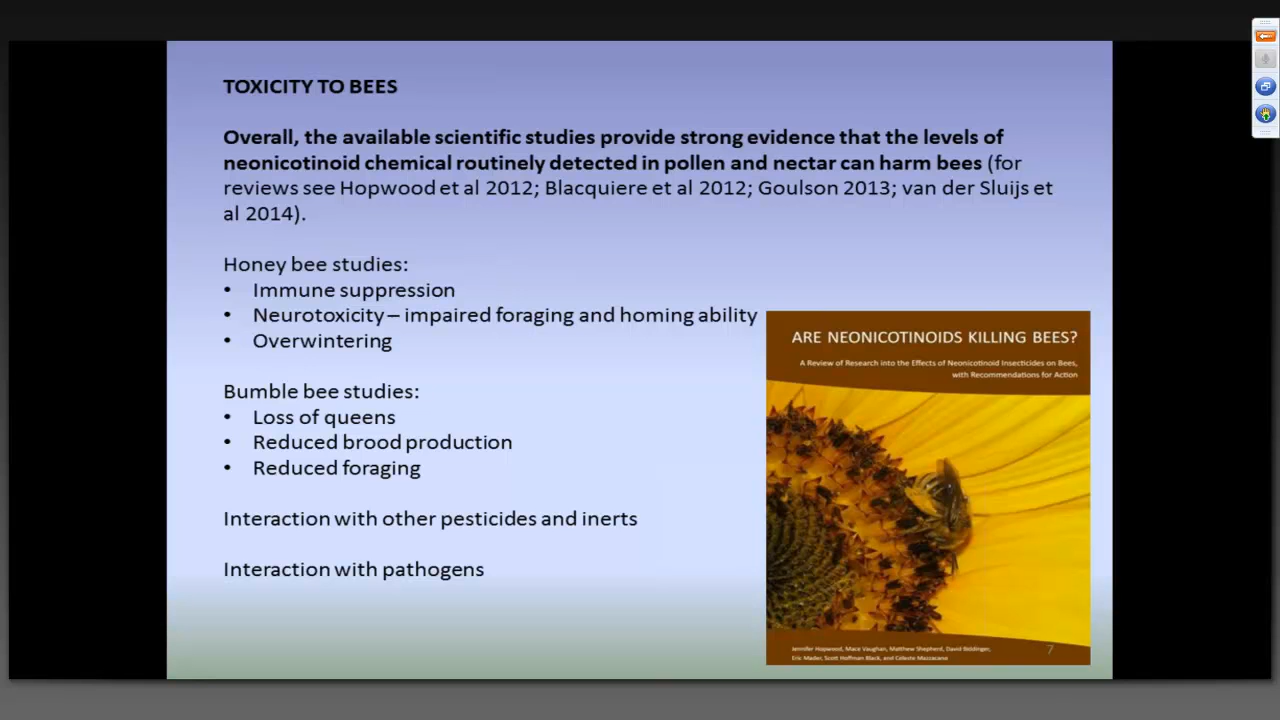 TOXICITY TO BEES
Overall, the available scientific studies provide strong evidence that the levels of
neonicotinoid chemical routinely detected in pollen and nectar can harm bees (for
reviews see Hopwood et al 2012; Blacquiere et al 2012; Goulson 2013; van der Sluijs et
al 2014).
Honey bee studies:
• Immune suppression
• Neurotoxicity – impaired foraging and homing ability
• Overwintering
Bumble bee studies:
• Loss of queens
• Reduced brood production
• Reduced foraging
Interaction with other pesticides and inerts
Interaction with pathogens
ARE NEONICOTINOIDS KILLING BEES?
A Review of Research into the Effects of Neonicotinoid Insecticides on Bees,
with Recommendations for Action
Jennifer Hopwood, Mace Vaughan, Matthew Shepherd, David Biddinger,
Eric Mader, Scott Hoffman Black, and Celeste Mazzacano
7